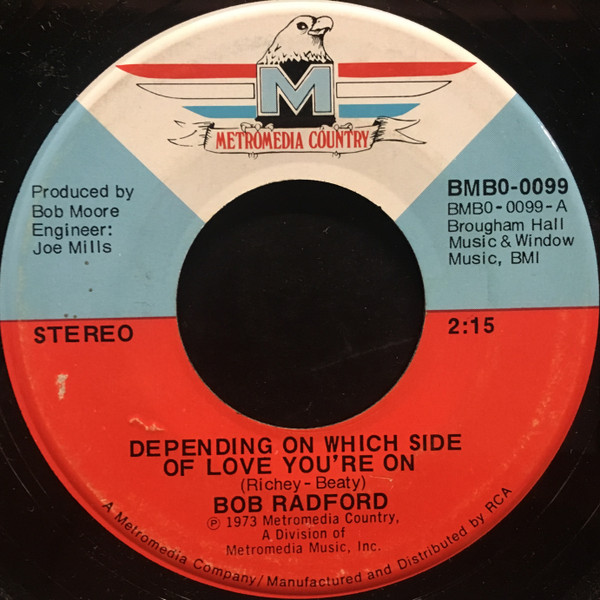 M
METROMEDIA COUNTRY
Produced by
Bob Moore
Engineer:
Joe Mills
BMBO-0099
BMBO-0099-A
Brougham Hall
Music & Window
Music, BMI
STEREO
2:15
DEPENDING ON WHICH SIDE
OF LOVE YOU'RE ON
(Richey-Beaty)
BOB RADFORD
℗ 1973 Metromedia Country,
A Division of
Metromedia Music, Inc.
A Metromedia Company/Manufactured and Distributed by RCA